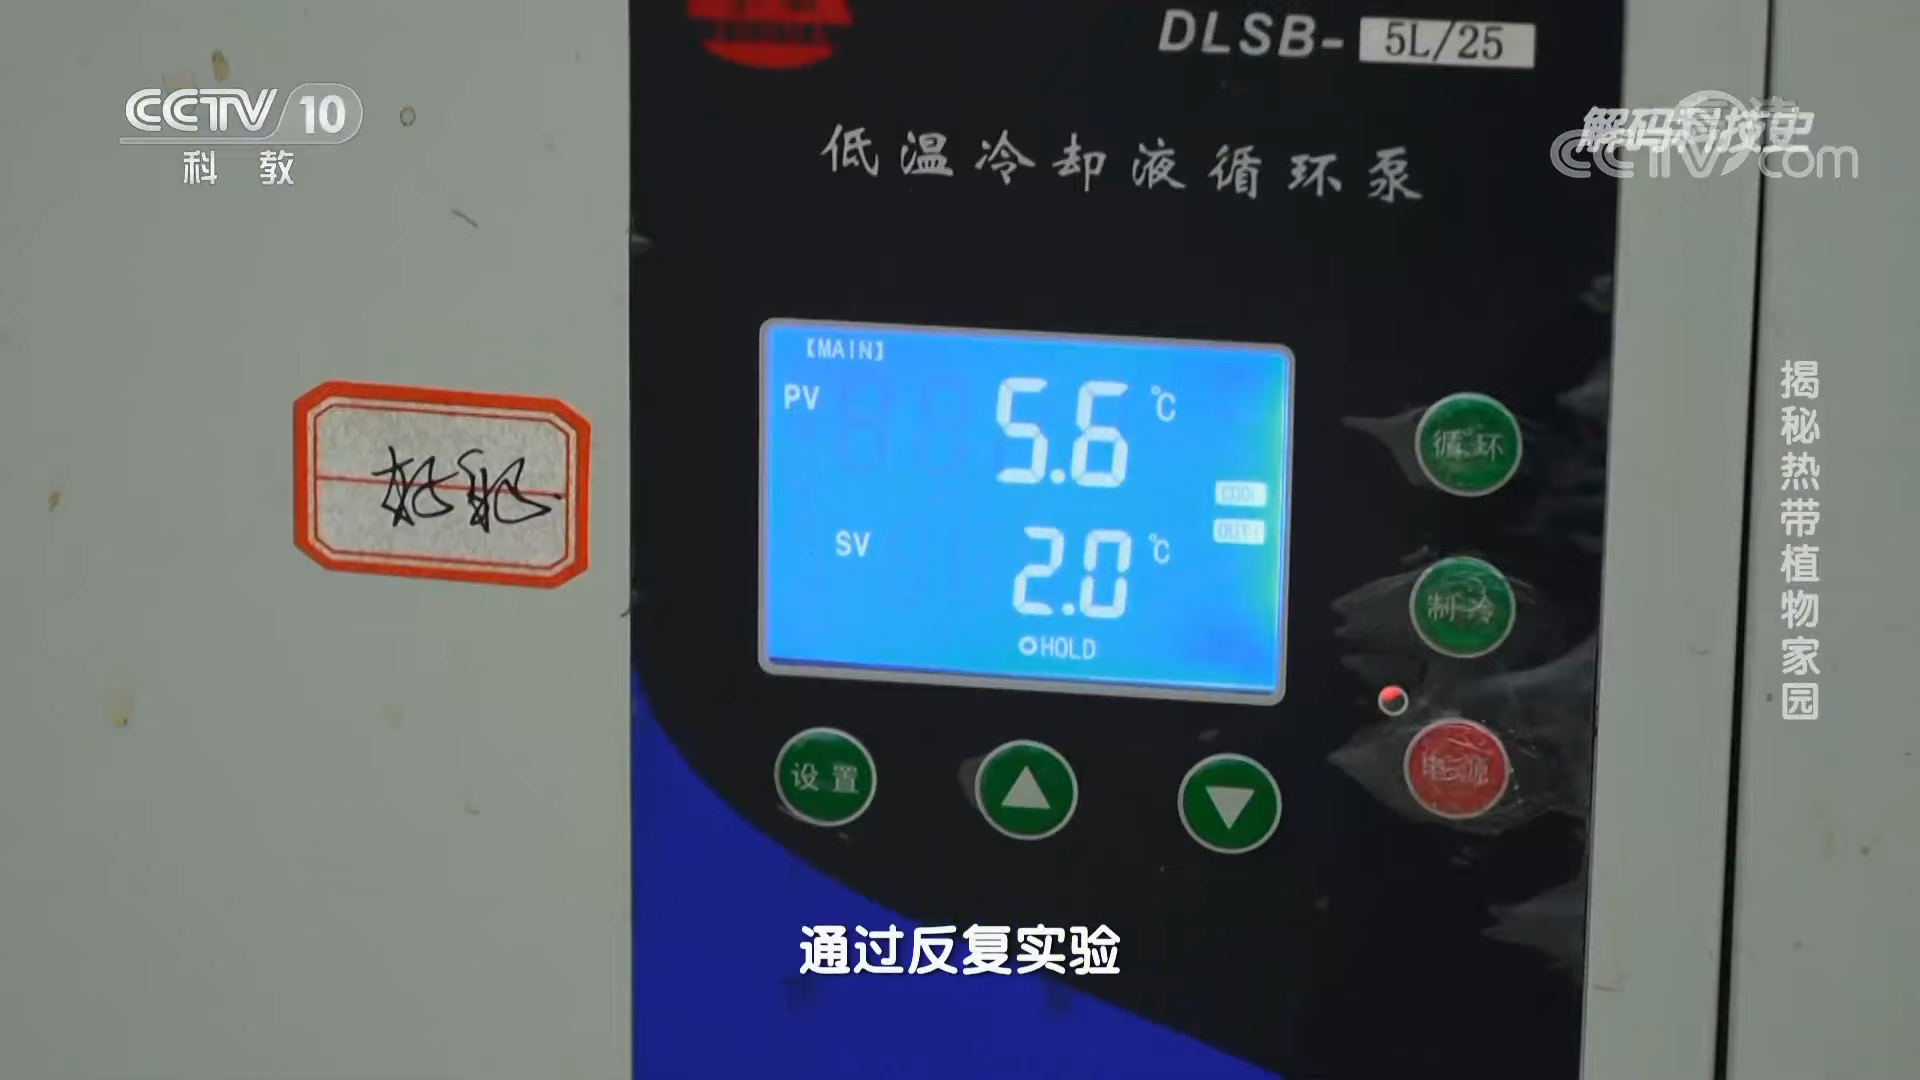 DLSB- 5L/25
CCTV 10
科教
解码科技史
CCTV.com
低温冷却液循环泵
【MAIN】
PV 5.6 ℃
COOL
OUT1
SV 2.0 ℃
HOLD
循环
制冷
电源
设置
揭秘热带植物家园
通过反复实验